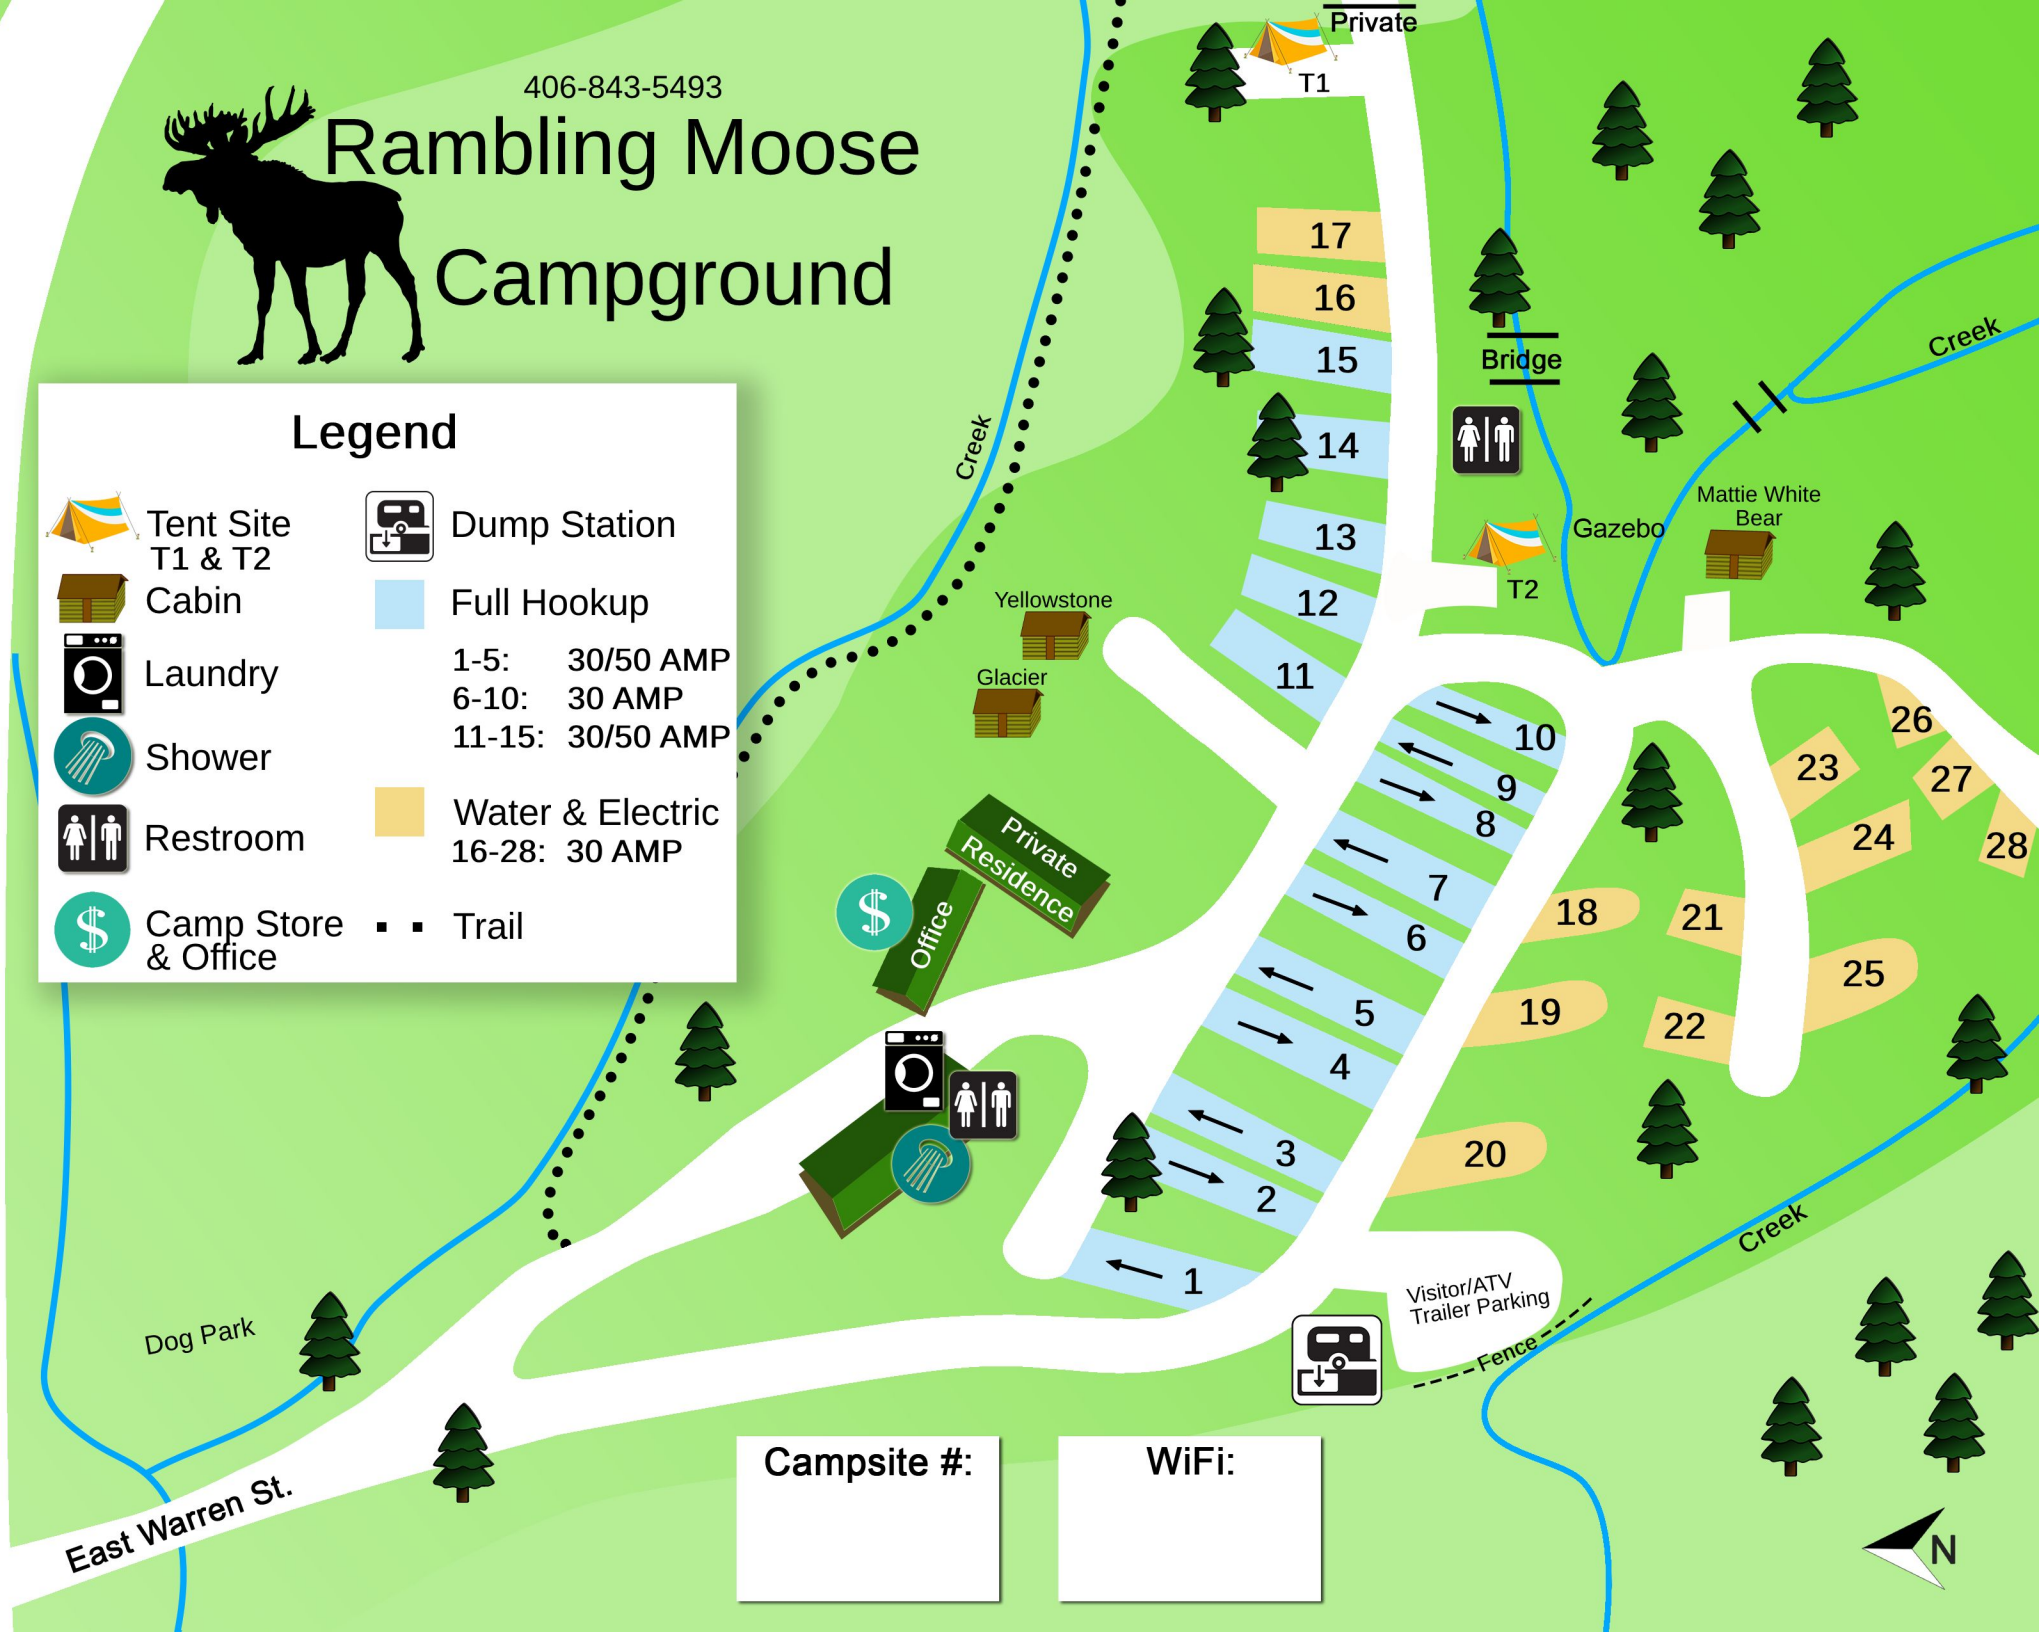 406-843-5493
Rambling Moose
Campground
Legend
Tent Site
T1 & T2
Cabin
Laundry
Shower
Restroom
$ Camp Store
& Office
Dump Station
Full Hookup
1-5: 30/50 AMP
6-10: 30 AMP
11-15: 30/50 AMP
Water & Electric
16-28: 30 AMP
Trail
Private
T1
17
16
15
14
13
12
11
Bridge
Creek
Creek
Gazebo
Mattie White
Bear
T2
Yellowstone
Glacier
10
9
8
7
6
5
4
3
2
1
26
23
27
24
28
18
21
25
19
22
20
Private
Residence
$
Office
Creek
Visitor/ATV
Trailer Parking
Fence
Dog Park
East Warren St.
Campsite #:
WiFi:
N